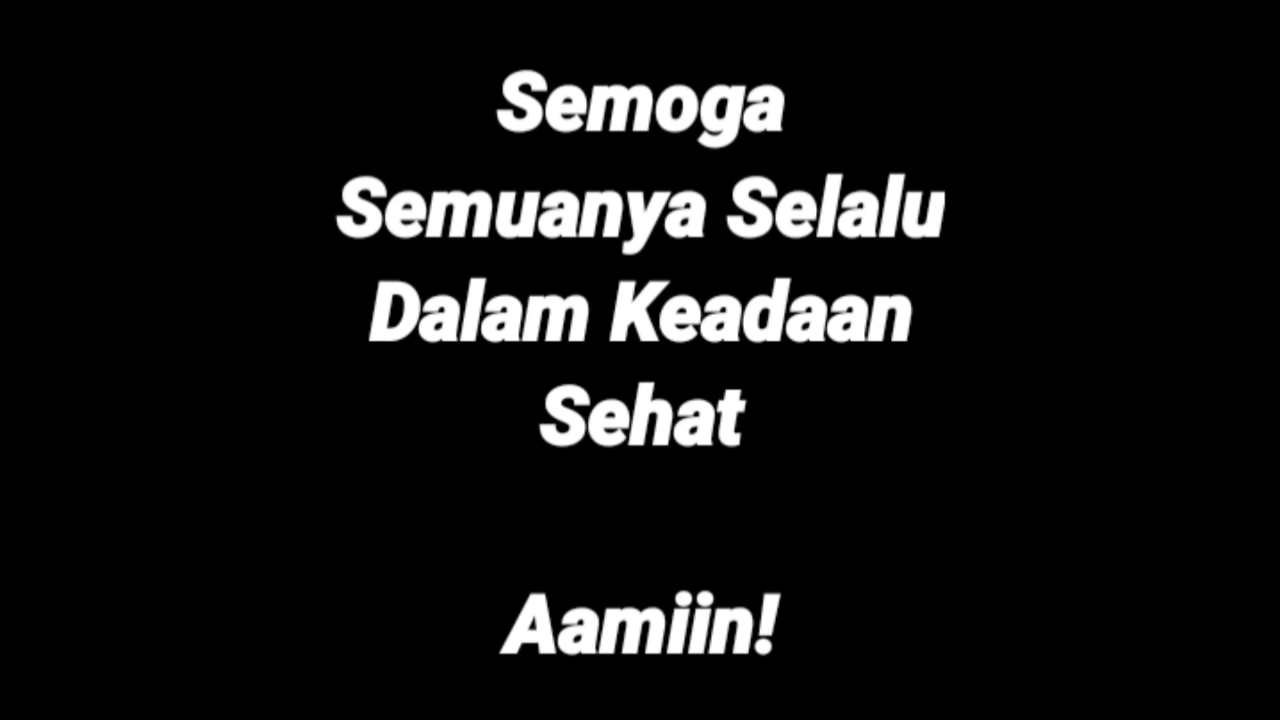 Semoga
Semuanya Selalu
Dalam Keadaan
Sehat
Aamiin!